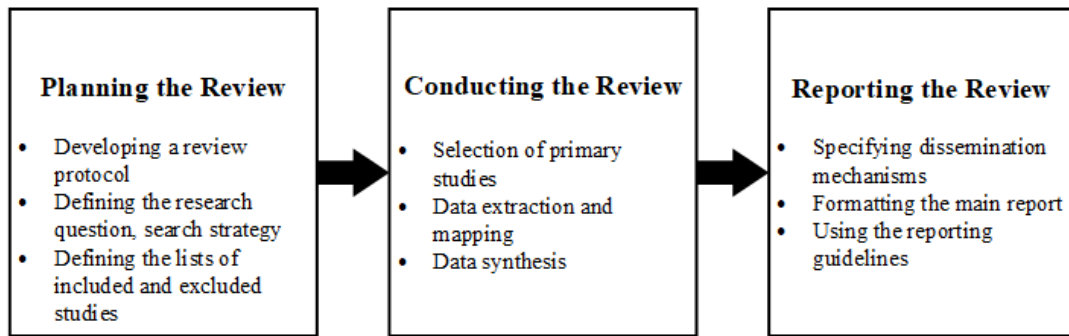 Planning the Review
• Developing a review
protocol
• Defining the research
question, search strategy
• Defining the lists of
included and excluded
studies
Conducting the Review
• Selection of primary
studies
• Data extraction and
mapping
• Data synthesis
Reporting the Review
• Specifying dissemination
mechanisms
• Formatting the main report
• Using the reporting
guidelines